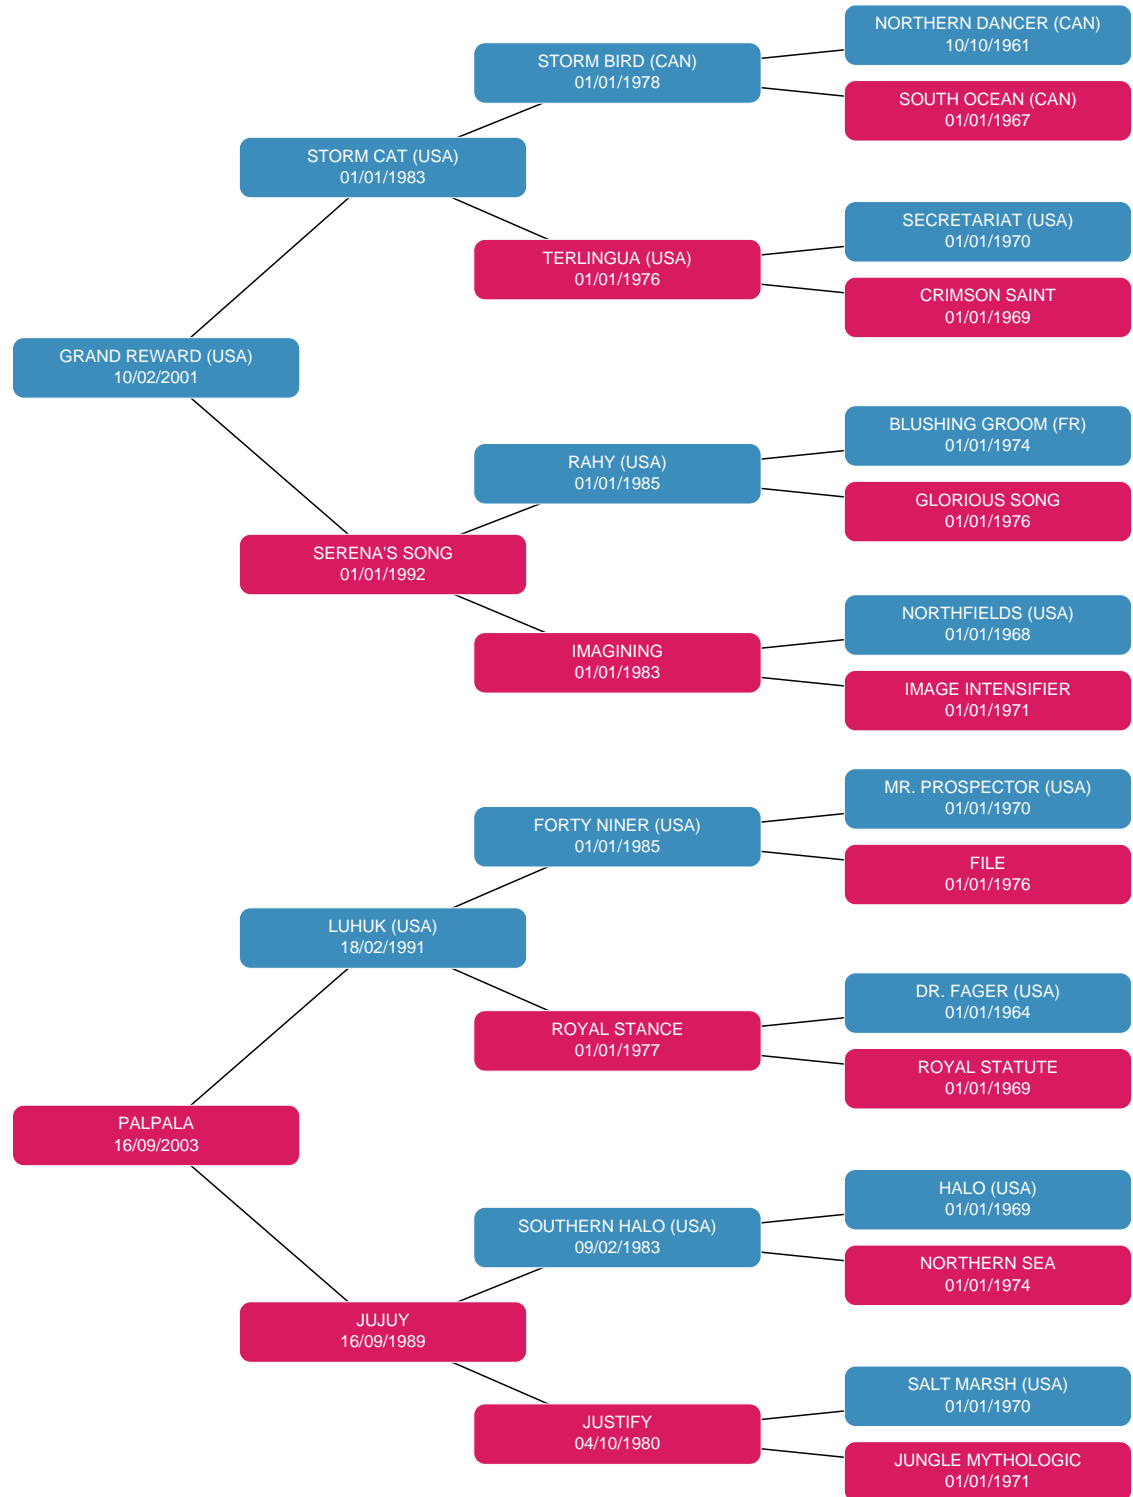 NORTHERN DANCER (CAN)
10/10/1961
STORM BIRD (CAN)
01/01/1978
SOUTH OCEAN (CAN)
01/01/1967
STORM CAT (USA)
01/01/1983
SECRETARIAT (USA)
01/01/1970
TERLINGUA (USA)
01/01/1976
CRIMSON SAINT
01/01/1969
GRAND REWARD (USA)
10/02/2001
BLUSHING GROOM (FR)
01/01/1974
RAHY (USA)
01/01/1985
GLORIOUS SONG
01/01/1976
SERENA'S SONG
01/01/1992
NORTHFIELDS (USA)
01/01/1968
IMAGINING
01/01/1983
IMAGE INTENSIFIER
01/01/1971
MR. PROSPECTOR (USA)
01/01/1970
FORTY NINER (USA)
01/01/1985
FILE
01/01/1976
LUHUK (USA)
18/02/1991
DR. FAGER (USA)
01/01/1964
ROYAL STANCE
01/01/1977
ROYAL STATUTE
01/01/1969
PALPALA
16/09/2003
HALO (USA)
01/01/1969
SOUTHERN HALO (USA)
09/02/1983
NORTHERN SEA
01/01/1974
JUJUY
16/09/1989
SALT MARSH (USA)
01/01/1970
JUSTIFY
04/10/1980
JUNGLE MYTHOLOGIC
01/01/1971